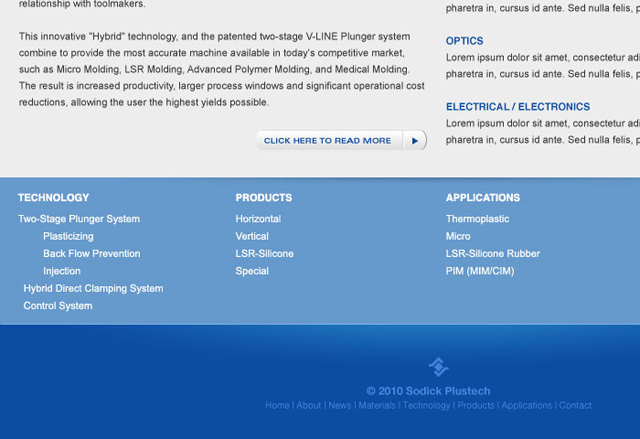 relationship with toolmakers.
This innovative "Hybrid" technology, and the patented two-stage V-LINE Plunger system
combine to provide the most accurate machine available in today's competitive market,
such as Micro Molding, LSR Molding, Advanced Polymer Molding, and Medical Molding.
The result is increased productivity, larger process windows and significant operational cost
reductions, allowing the user the highest yields possible.
CLICK HERE TO READ MORE
pharetra in, cursus id ante. Sed nulla felis, p
OPTICS
Lorem ipsum dolor sit amet, consectetur adi
pharetra in, cursus id ante. Sed nulla felis, p
ELECTRICAL / ELECTRONICS
Lorem ipsum dolor sit amet, consectetur adi
pharetra in, cursus id ante. Sed nulla felis, p
TECHNOLOGY
Two-Stage Plunger System
Plasticizing
Back Flow Prevention
Injection
Hybrid Direct Clamping System
Control System
PRODUCTS
Horizontal
Vertical
LSR-Silicone
Special
APPLICATIONS
Thermoplastic
Micro
LSR-Silicone Rubber
PIM (MIM/CIM)
© 2010 Sodick Plustech
Home | About | News | Materials | Technology | Products | Applications | Contact